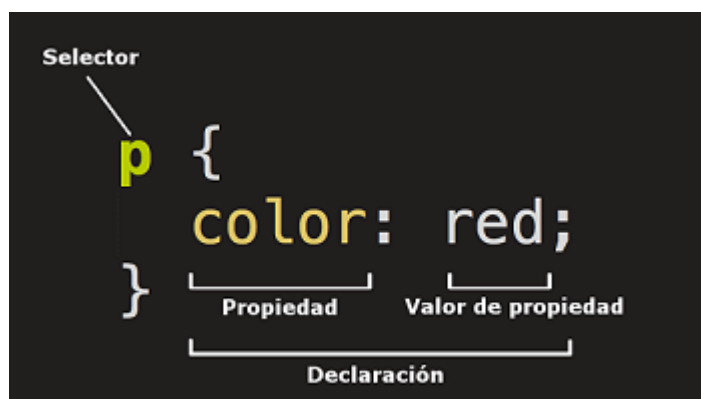 Selector
p {
color: red;
}
Propiedad
Valor de propiedad
Declaración